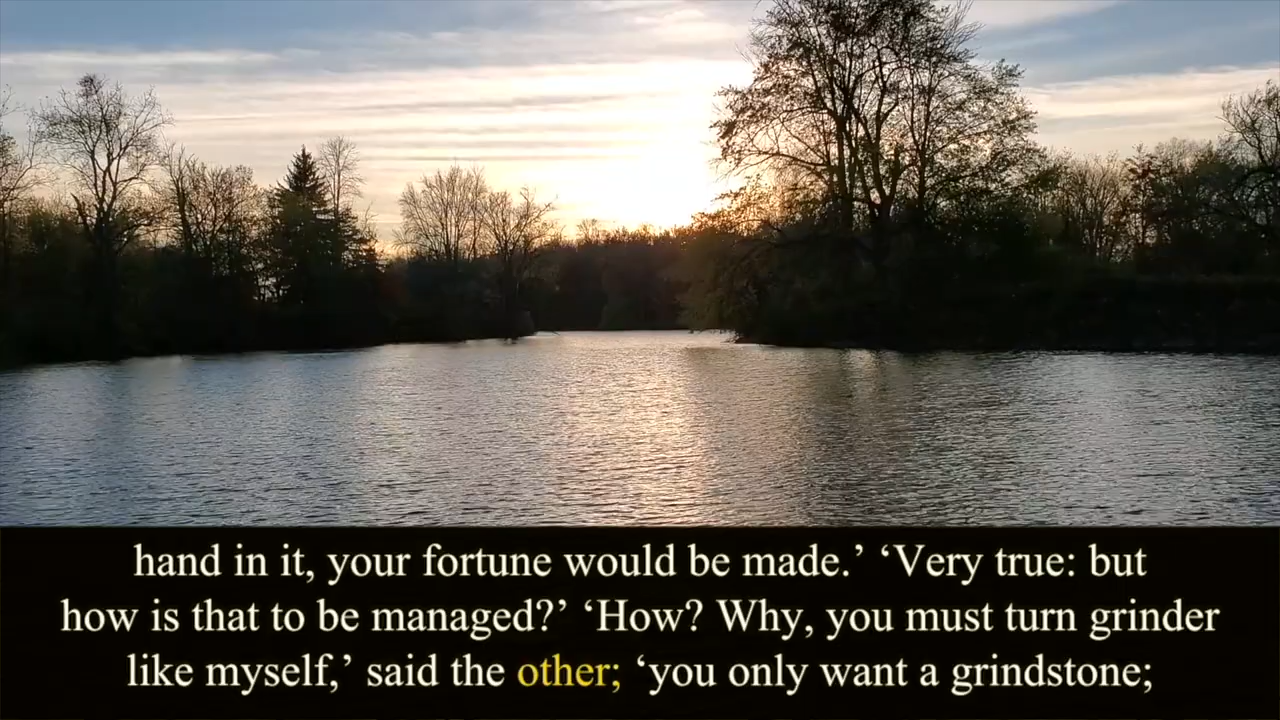 hand in it, your fortune would be made.’ ‘Very true: but
how is that to be managed?’ ‘How? Why, you must turn grinder
like myself,’ said the other; ‘you only want a grindstone;